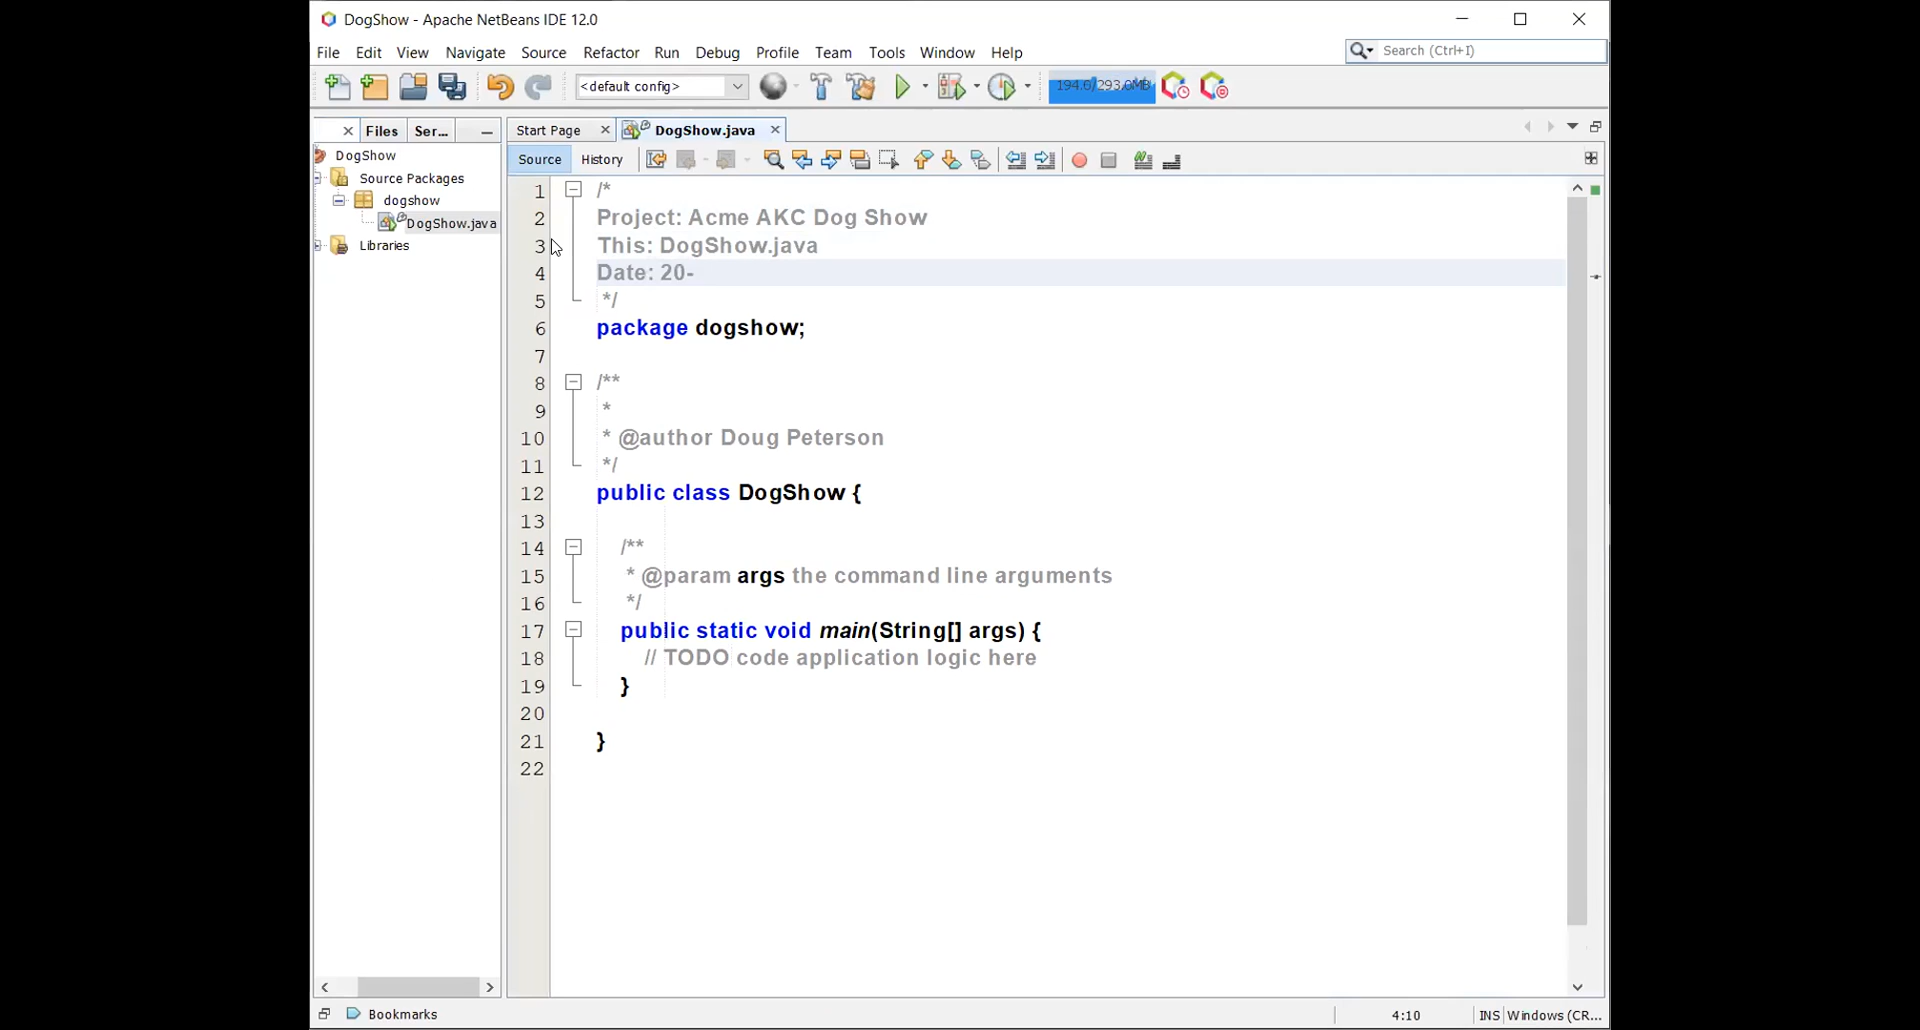 DogShow - Apache NetBeans IDE 12.0
File Edit View Navigate Source Refactor Run Debug Profile Team Tools Window Help
Search (Ctrl+I)
<default config>
194.0/293.0MB
Files Ser...
Start Page DogShow.java
Source History
DogShow
Source Packages
dogshow
DogShow.java
Libraries
1 /*
2 Project: Acme AKC Dog Show
3 This: DogShow.java
4 Date: 20-
5 */
6 package dogshow;
7
8 /**
9 *
10 * @author Doug Peterson
11 */
12 public class DogShow {
13
14 /**
15 * @param args the command line arguments
16 */
17 public static void main(String[] args) {
18 // TODO code application logic here
19 }
20
21 }
22
Bookmarks
4:10 INS Windows (CR...